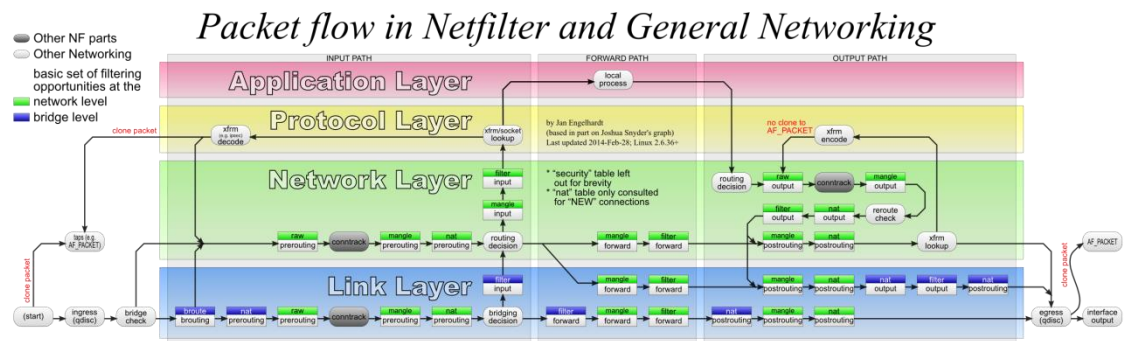 Packet flow in Netfilter and General Networking
Other NF parts
Other Networking
basic set of filtering
opportunities at the
network level
bridge level
INPUT PATH
FORWARD PATH
OUTPUT PATH
Application Layer
local
process
Protocol Layer
clone packet
xfrm
(e.g. ipsec)
decode
xfrm/socket
lookup
by Jan Engelhardt
(based in part on Joshua Snyder's graph)
Last updated 2014-Feb-28; Linux 2.6.36+
no clone to
AF_PACKET
xfrm
encode
Network Layer
filter
input
mangle
input
* "security" table left
out for brevity
* "nat" table only consulted
for "NEW" connections
routing
decision
raw
output
conntrack
mangle
output
filter
output
nat
output
reroute
check
taps (e.g.
AF_PACKET)
raw
prerouting
conntrack
mangle
prerouting
nat
prerouting
routing
decision
mangle
forward
filter
forward
mangle
postrouting
nat
postrouting
xfrm
lookup
AF_PACKET
clone packet
clone packet
Link Layer
filter
input
mangle
forward
filter
forward
mangle
postrouting
nat
postrouting
nat
output
filter
output
nat
postrouting
(start)
ingress
(qdisc)
bridge
check
broute
brouting
nat
prerouting
raw
prerouting
conntrack
mangle
prerouting
nat
prerouting
bridging
decision
filter
forward
mangle
forward
filter
forward
nat
postrouting
mangle
postrouting
nat
postrouting
egress
(qdisc)
interface
output